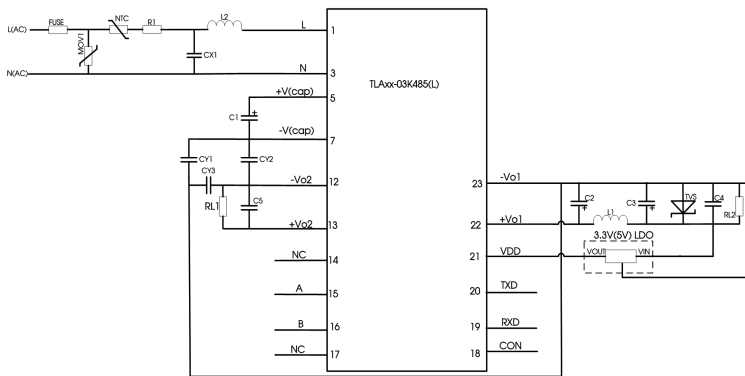 L(AC)
FUSE
NTC
R1
L2
L
1
MOV1
CX1
N(AC)
N
3
TLAxx-03K485(L)
+V(cap)
5
C1
-V(cap)
7
CY1
CY2
CY3
-Vo2
12
RL1
C5
+Vo2
13
NC
14
A
15
B
16
NC
17
23
-Vo1
C2
C3
TVS
C4
RL2
22
+Vo1
L1
3.3V(5V) LDO
21
VDD
VOUT
VIN
20
TXD
19
RXD
18
CON